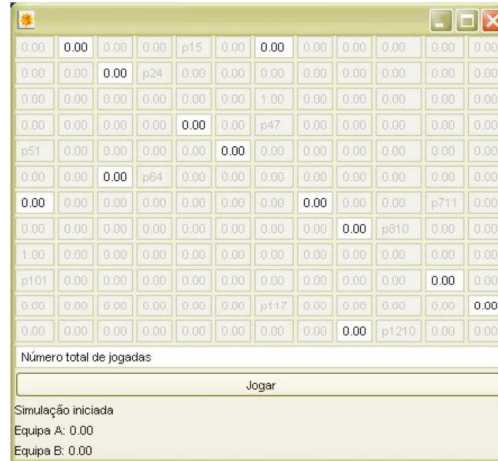 0.00 0.00 0.00 0.00 p15 0.00 0.00 0.00 0.00 0.00 0.00 0.00
0.00 0.00 0.00 p24 0.00 0.00 0.00 0.00 0.00 0.00 0.00 0.00
0.00 0.00 0.00 0.00 0.00 0.00 1.00 0.00 0.00 0.00 0.00 0.00
0.00 0.00 0.00 0.00 0.00 0.00 p47 0.00 0.00 0.00 0.00 0.00
p51 0.00 0.00 0.00 0.00 0.00 0.00 0.00 0.00 0.00 0.00 0.00
0.00 0.00 0.00 p64 0.00 0.00 0.00 0.00 0.00 0.00 0.00 0.00
0.00 0.00 0.00 0.00 0.00 0.00 0.00 0.00 0.00 0.00 p711 0.00
0.00 0.00 0.00 0.00 0.00 0.00 0.00 0.00 0.00 p810 0.00 0.00
1.00 0.00 0.00 0.00 0.00 0.00 0.00 0.00 0.00 0.00 0.00 0.00
p101 0.00 0.00 0.00 0.00 0.00 0.00 0.00 0.00 0.00 0.00 0.00
0.00 0.00 0.00 0.00 0.00 0.00 p117 0.00 0.00 0.00 0.00 0.00
0.00 0.00 0.00 0.00 0.00 0.00 0.00 0.00 0.00 p1210 0.00 0.00
Número total de jogadas
Jogar
Simulação iniciada
Equipa A: 0.00
Equipa B: 0.00